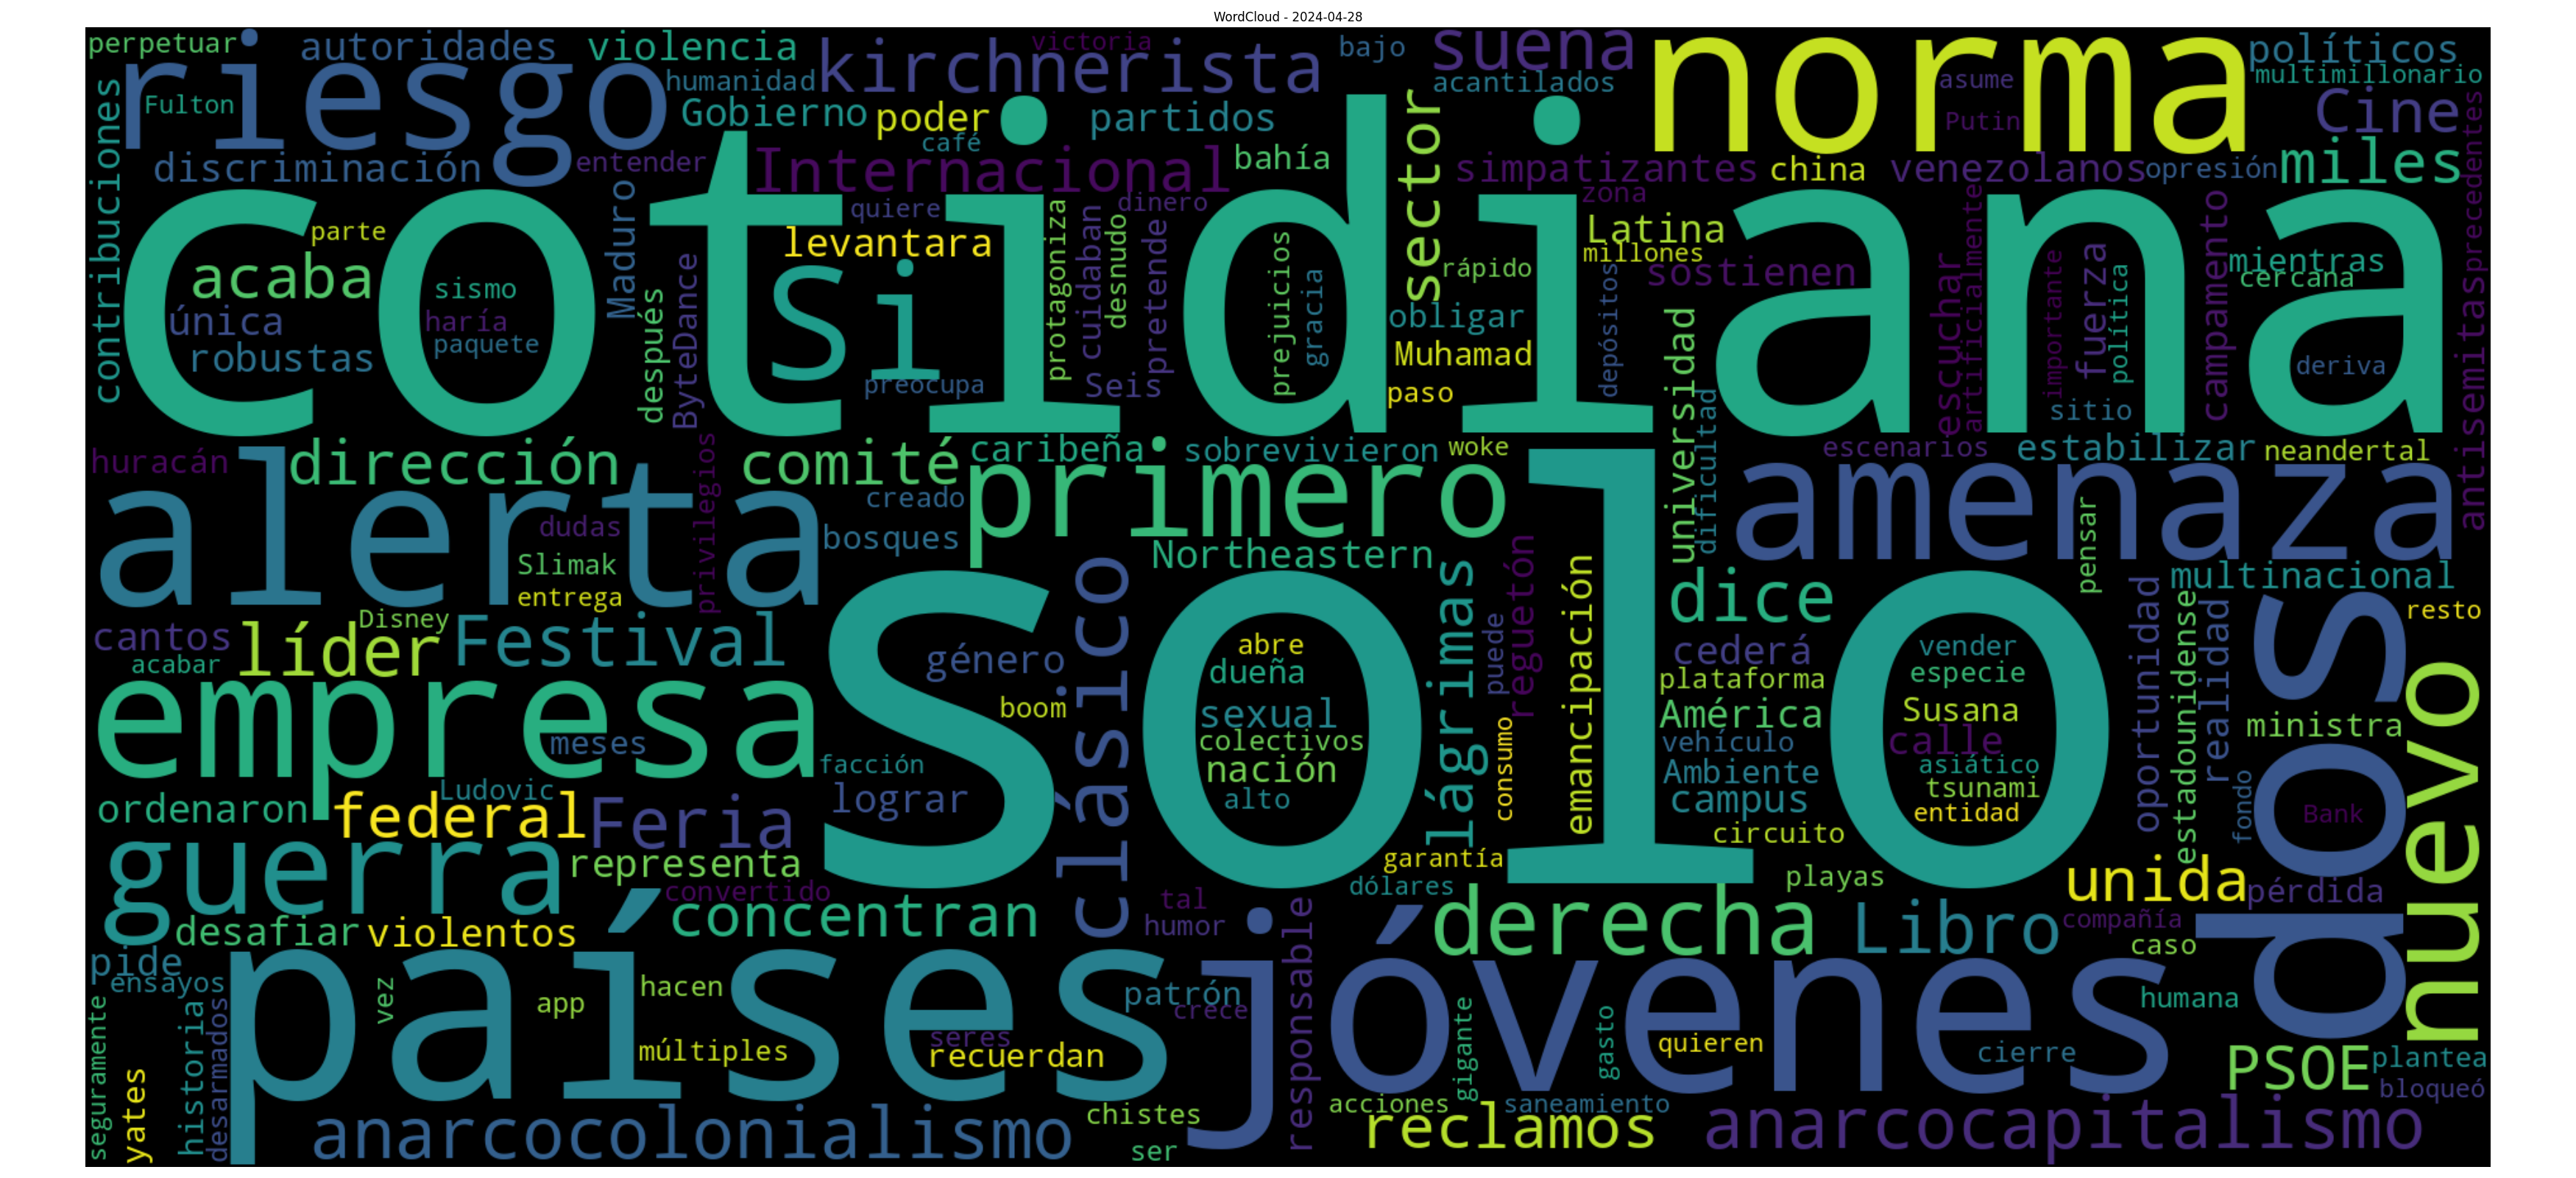 WordCloud - 2024-04-28
perpetuar
autoridades
violencia
kirchnerista
victoria
bajo
suena
norma
políticos
riesgo
Fulton
humanidad
acantilados
asume
multimillonario
Gobierno
poder
partidos
Putin
Cine
contribuciones
discriminación
entender
café
Internacional
bahía
sector
simpatizantes
china
venezolanos
opresión
miles
precedentes
cotidiana
parte
Maduro
quiere
levantara
protagoniza
cuidaban
desnudo
dinero
pretende
prejuicios
gracia
zona
Latina
millones
rápido
sostienen
artificialmente
importante
fuerza
política
campamento
mientras
cercana
acaba
sismo
única
haría
paquete
robustas
después
ByteDance
si
preocupa
Seis
obligar
Muhamad
paso
depósitos
universidad
dificultad
escuchar
sitio
deriva
antisemitas
huracán
dirección
privilegios
comité
caribeña
sobrevivieron
woke
escenarios
estabilizar
neandertal
alerta
dudas
Slimak
entrega
creado
bosques
primero
Northeastern
solo
amenaza
pensar
multinacional
cantos
Disney
acabar
líder
Festival
género
clásico
abre
dueña
lágrimas
puede
reguetón
emancipación
dice
cederá
vender
especie
oportunidad
estadounidense
realidad
dos
resto
nuevo
empresa
meses
boom
sexual
colectivos
nación
alto
consumo
plataforma
América
Susana
calle
vehículo
asiático
Ambiente
tsunami
campus
entidad
circuito
ministra
fondo
Bank
facción
Ludovic
lograr
ordenaron
federal
Feria
guerra
representa
convertido
garantía
dólares
playas
unida
pérdida
concentran
tal
humor
responsable
derecha
Libro
compañía
caso
desafiar
violentos
pide
ensayos
países
vez
app
hacen
patrón
crece
jóvenes
humana
seguramente
yates
historia
desarmados
múltiples
seres
recuerdan
gigante
gasto
quieren
cierre
PSOE
plantea
bloqueó
anarcocolonialismo
chistes
ser
acciones
saneamiento
reclamos
anarcocapitalismo